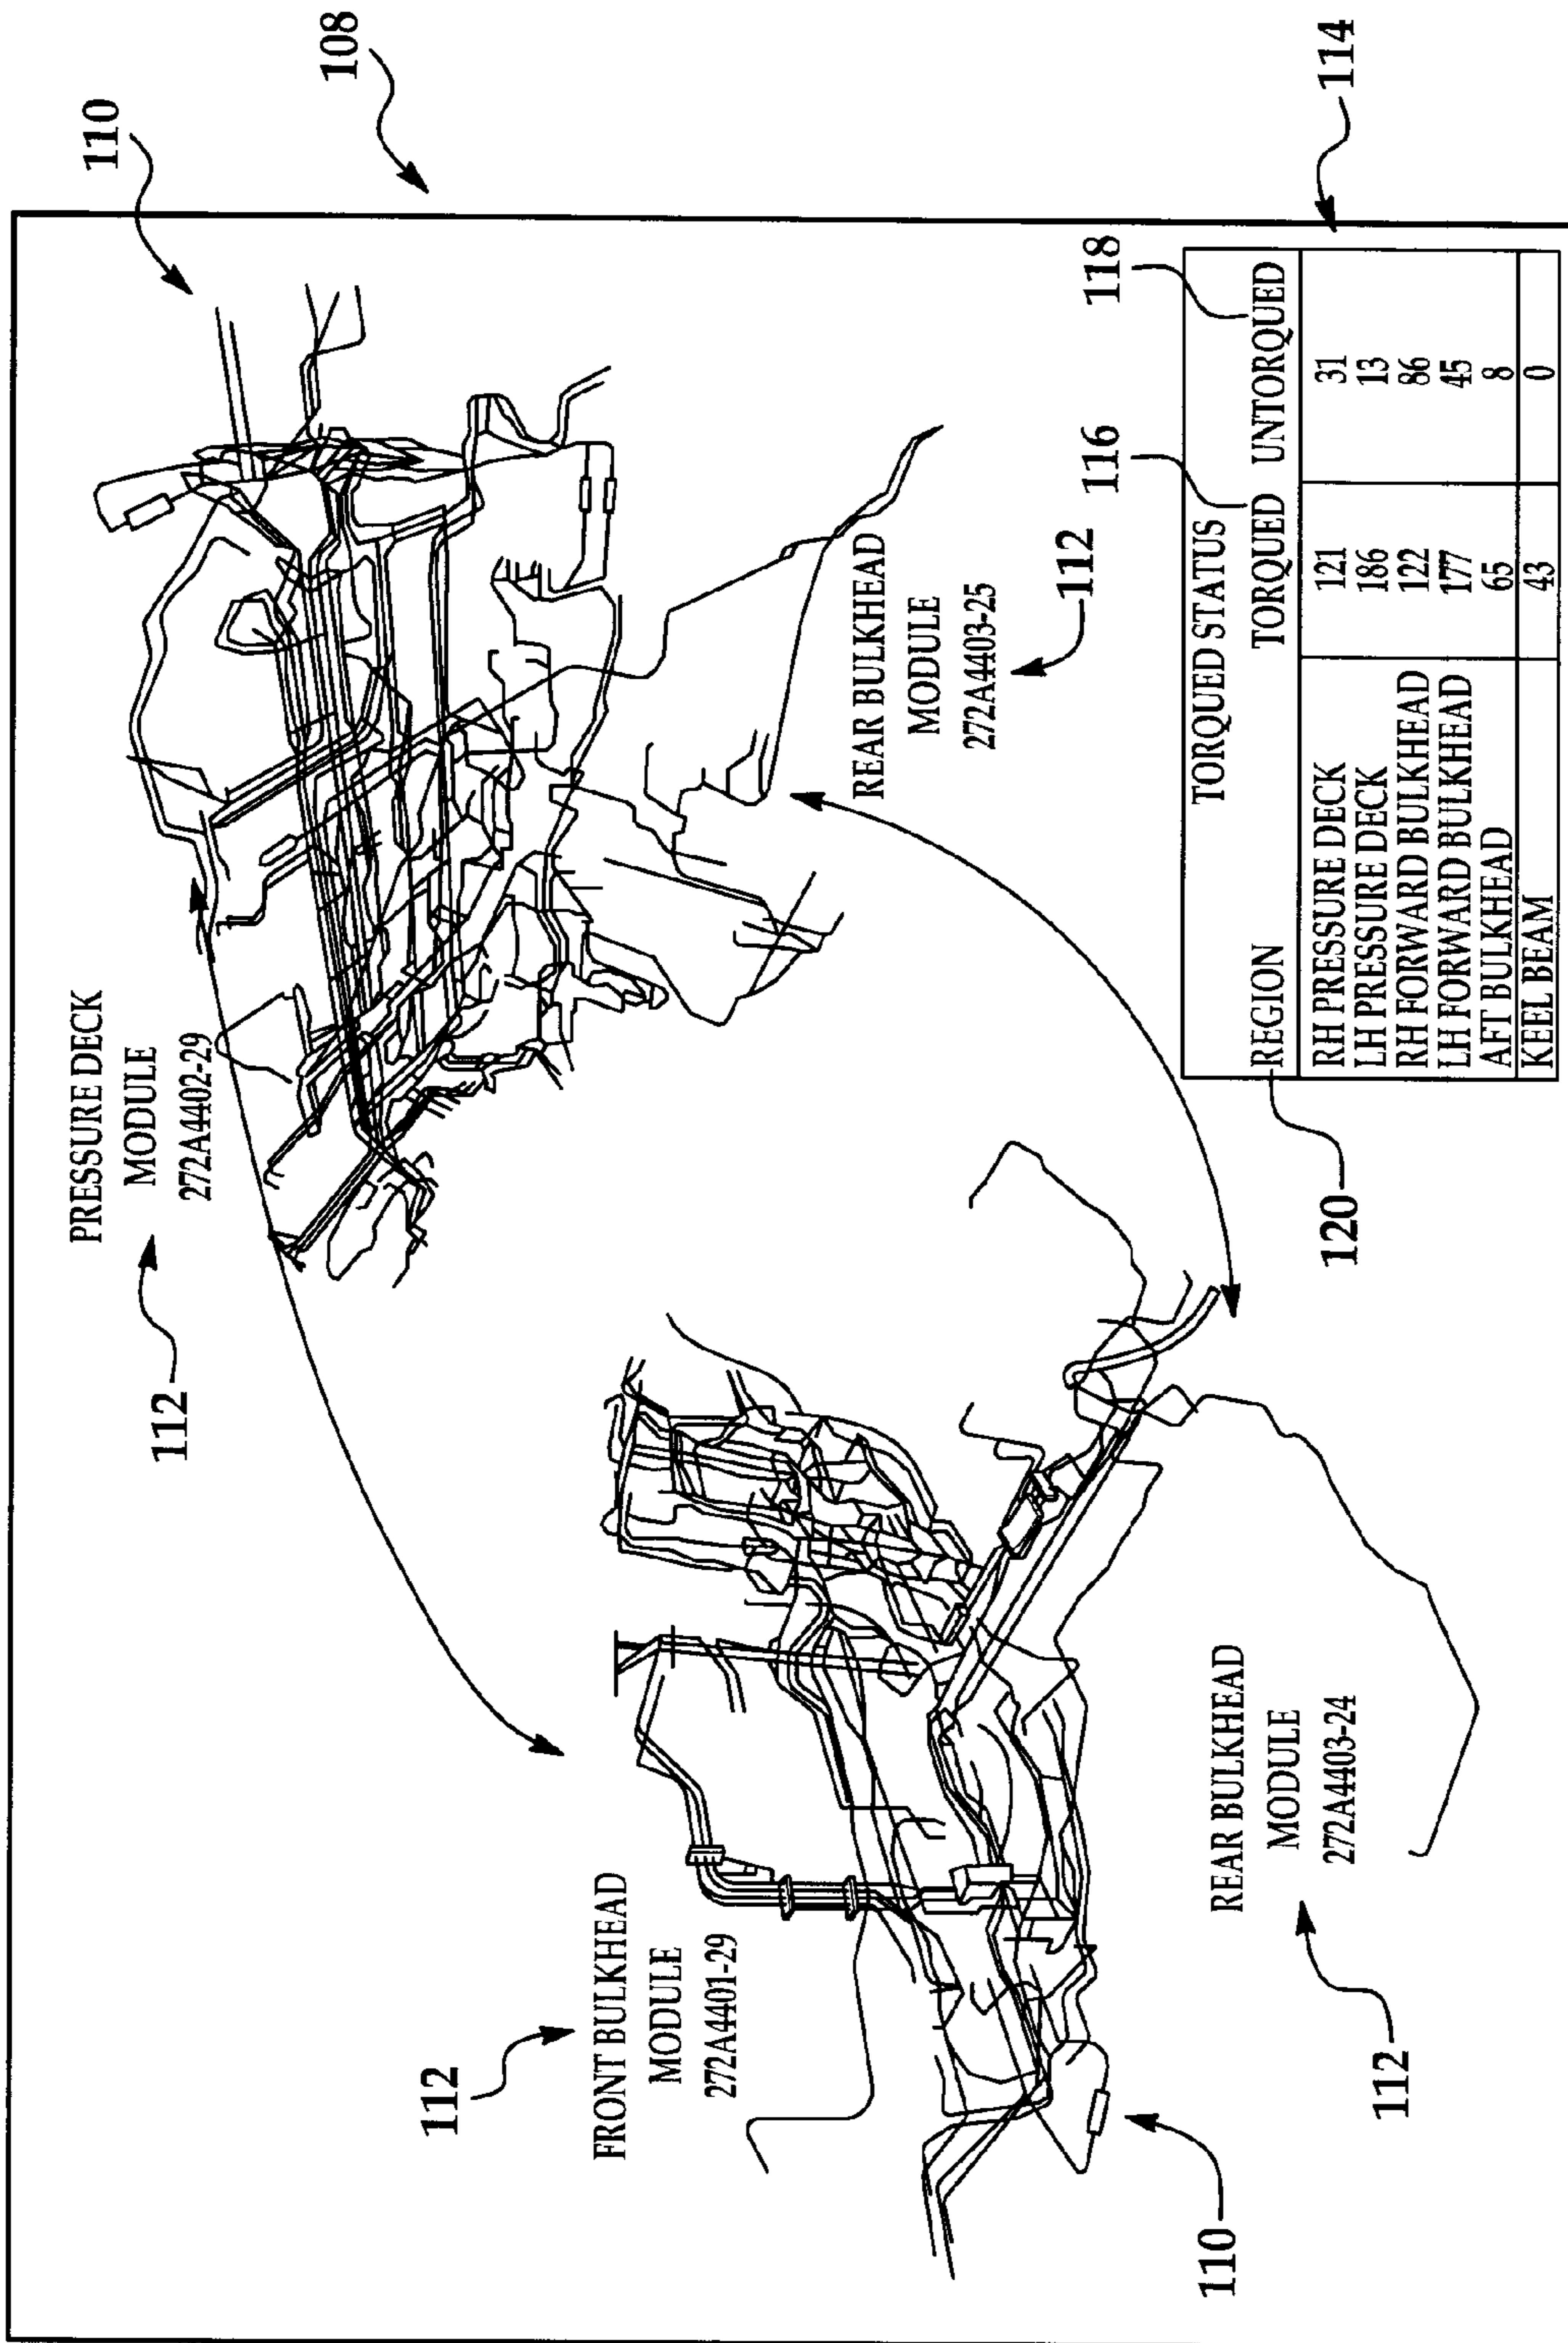 108
110
PRESSURE DECK
MODULE
272A4402-29
112
FRONT BULKHEAD
MODULE
272A4401-29
112
REAR BULKHEAD
MODULE
272A4403-25
112
REAR BULKHEAD
MODULE
272A4403-24
112
110
116
118
114
120
TORQUED STATUS
REGION TORQUED UNTORQUED
RH PRESSURE DECK 121 31
LH PRESSURE DECK 186 13
RH FORWARD BULKHEAD 122 86
LH FORWARD BULKHEAD 177 45
AFT BULKHEAD 65 8
KEEL BEAM 43 0